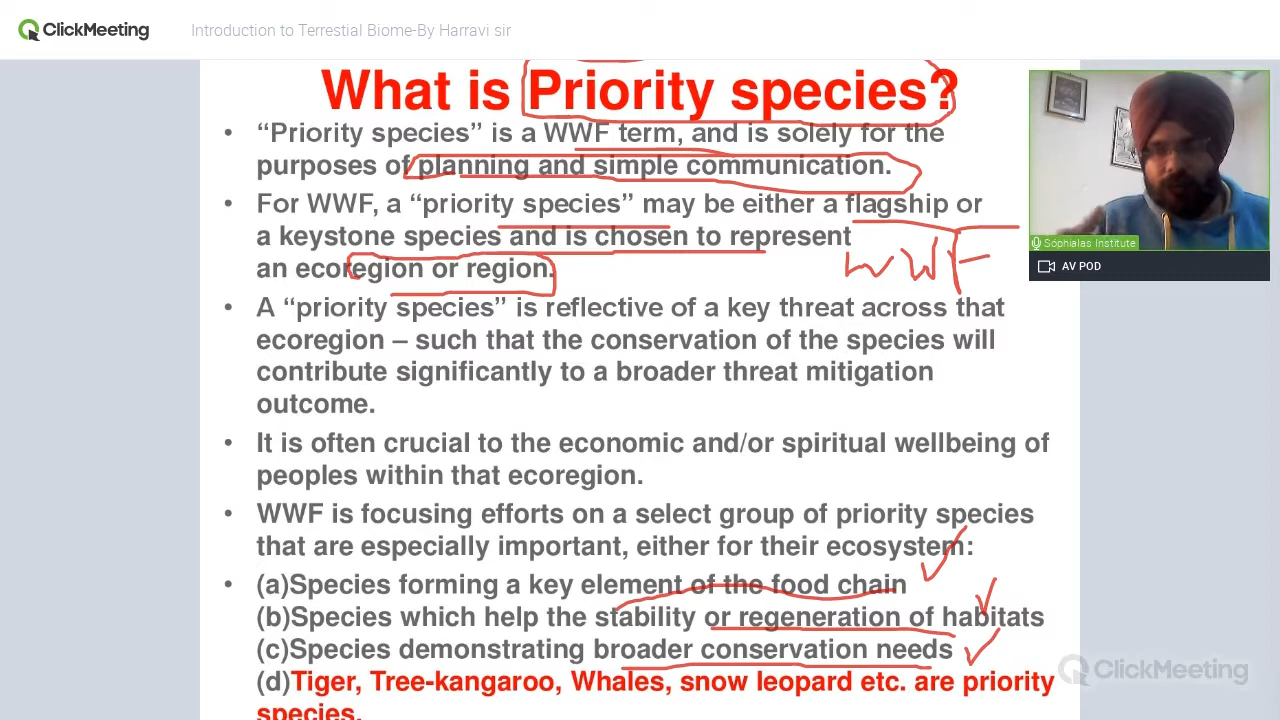 ClickMeeting
Introduction to Terrestial Biome-By Harravi sir
What is Priority species?
• “Priority species” is a WWF term, and is solely for the
purposes of planning and simple communication.
• For WWF, a “priority species” may be either a flagship or
a keystone species and is chosen to represent
an ecoregion or region.
WWF
• A “priority species” is reflective of a key threat across that
ecoregion – such that the conservation of the species will
contribute significantly to a broader threat mitigation
outcome.
• It is often crucial to the economic and/or spiritual wellbeing of
peoples within that ecoregion.
• WWF is focusing efforts on a select group of priority species
that are especially important, either for their ecosystem:
• (a)Species forming a key element of the food chain
(b)Species which help the stability or regeneration of habitats
(c)Species demonstrating broader conservation needs
(d)Tiger, Tree-kangaroo, Whales, snow leopard etc. are priority
species.
Sophialas Institute
AV POD
ClickMeeting